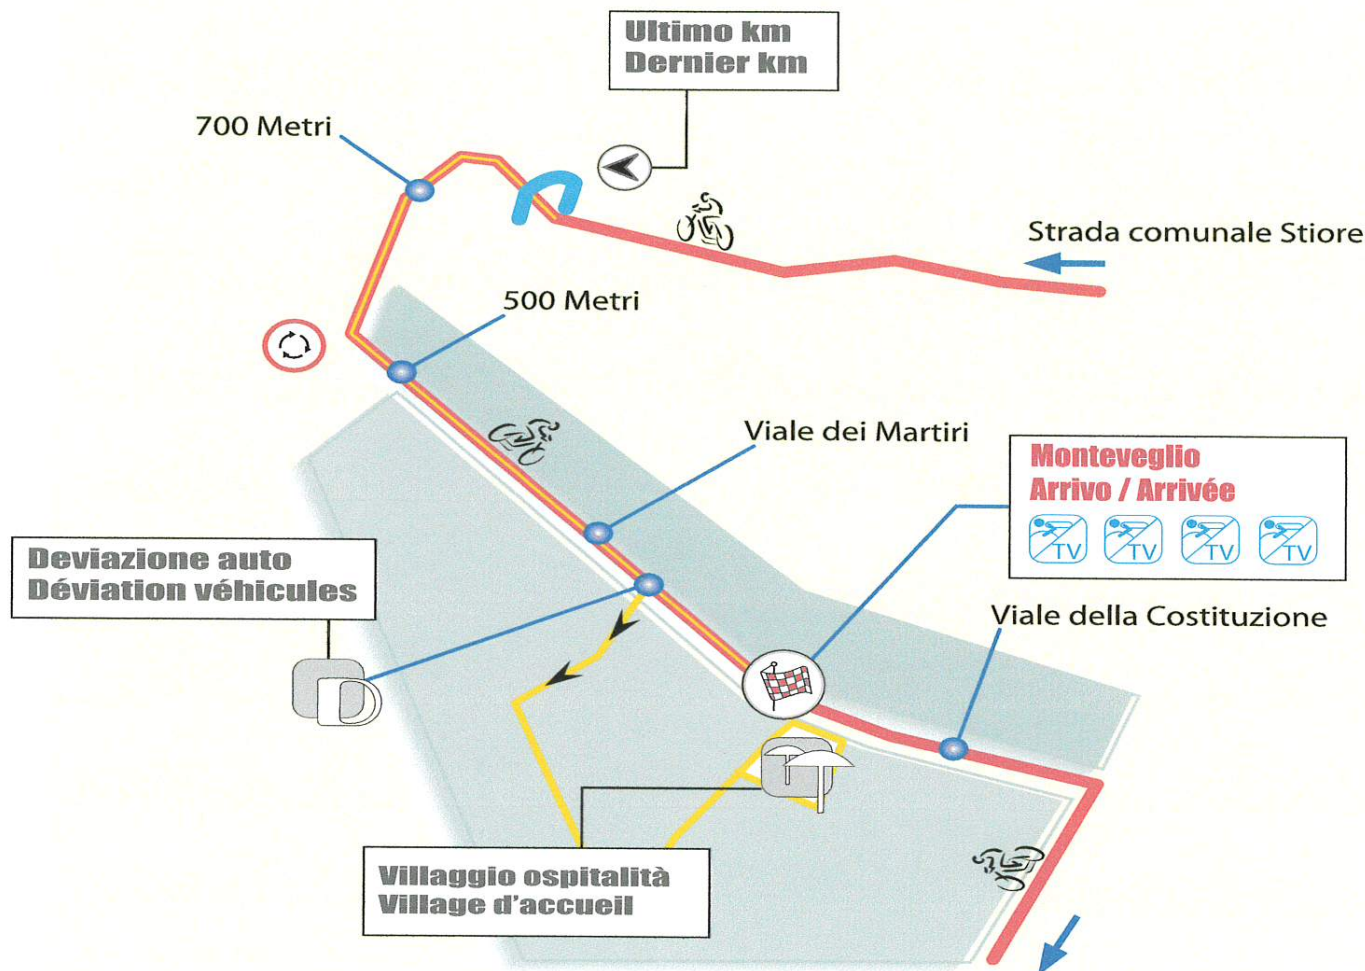 Ultimo km
Dernier km
700 Metri
Strada comunale Stiore
500 Metri
Viale dei Martiri
Monteveglio
Arrivo / Arrivée
TV TV TV TV
Deviazione auto
Déviation véhicules
Viale della Costituzione
D
Villaggio ospitalità
Village d'accueil